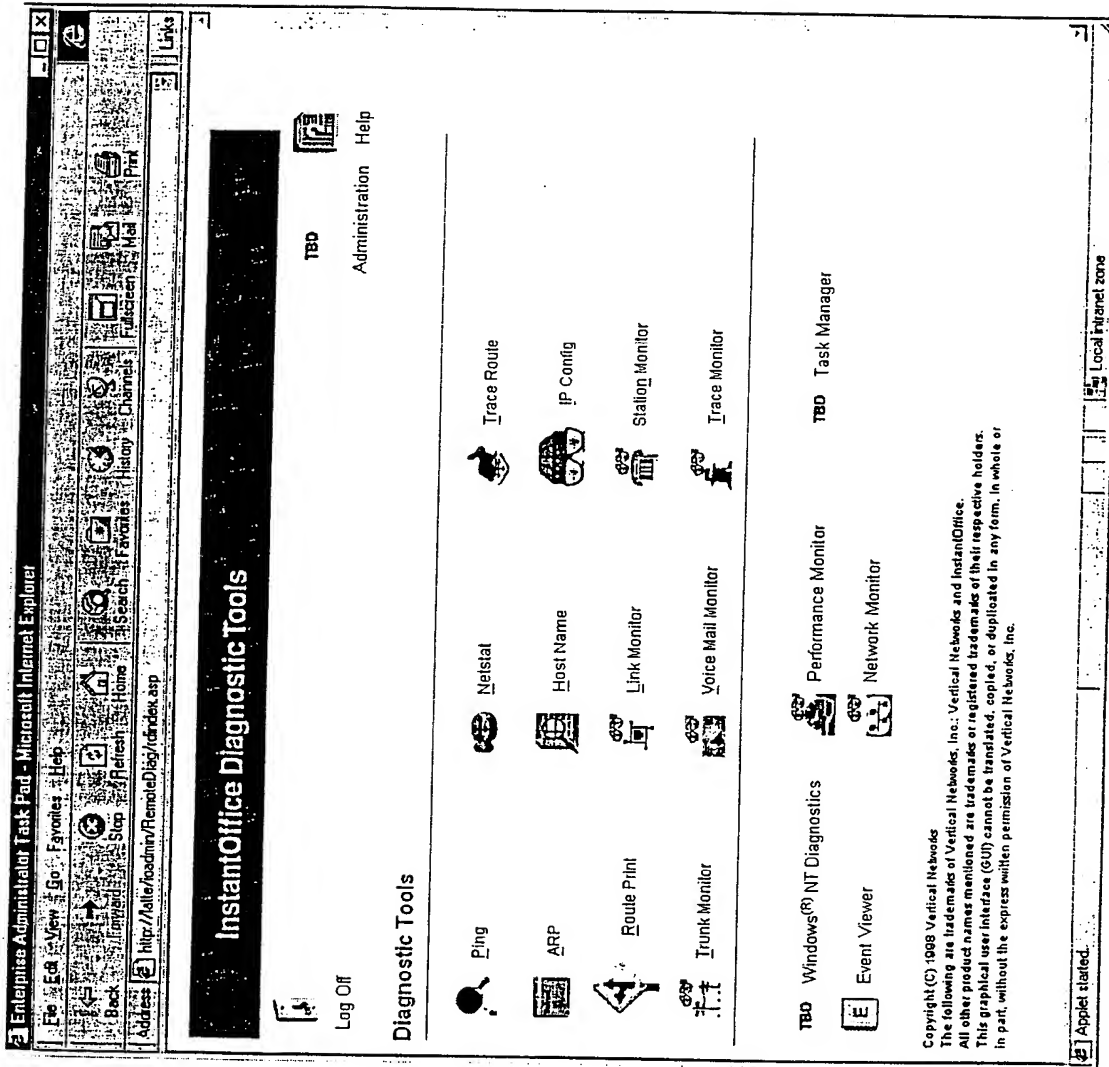 Enterprise Administrator Task Pad - Microsoft Internet Explorer
File Edit View Go Favorites Help
Back Forward Stop Refresh Home Search Favorites History Channels Fullscreen Mail Print
Address http://latte/ioadmin/RemoteDiag/rdindex.asp Links
InstantOffice Diagnostic Tools
TBD
Log Off Administration Help
Diagnostic Tools
Ping Netstat Trace Route
ARP Host Name IP Config
Route Print Link Monitor Station Monitor
Trunk Monitor Voice Mail Monitor Trace Monitor
TBD Windows(R) NT Diagnostics Performance Monitor TBD Task Manager
E Event Viewer Network Monitor
Copyright (C) 1998 Vertical Networks
The following are trademarks of Vertical Networks, Inc.: Vertical Networks and InstantOffice.
All other product names mentioned are trademarks or registered trademarks of their respective holders.
This graphical user interface (GUI) cannot be translated, copied, or duplicated in any form, in whole or
in part, without the express written permission of Vertical Networks, Inc.
Applet started. Local intranet zone